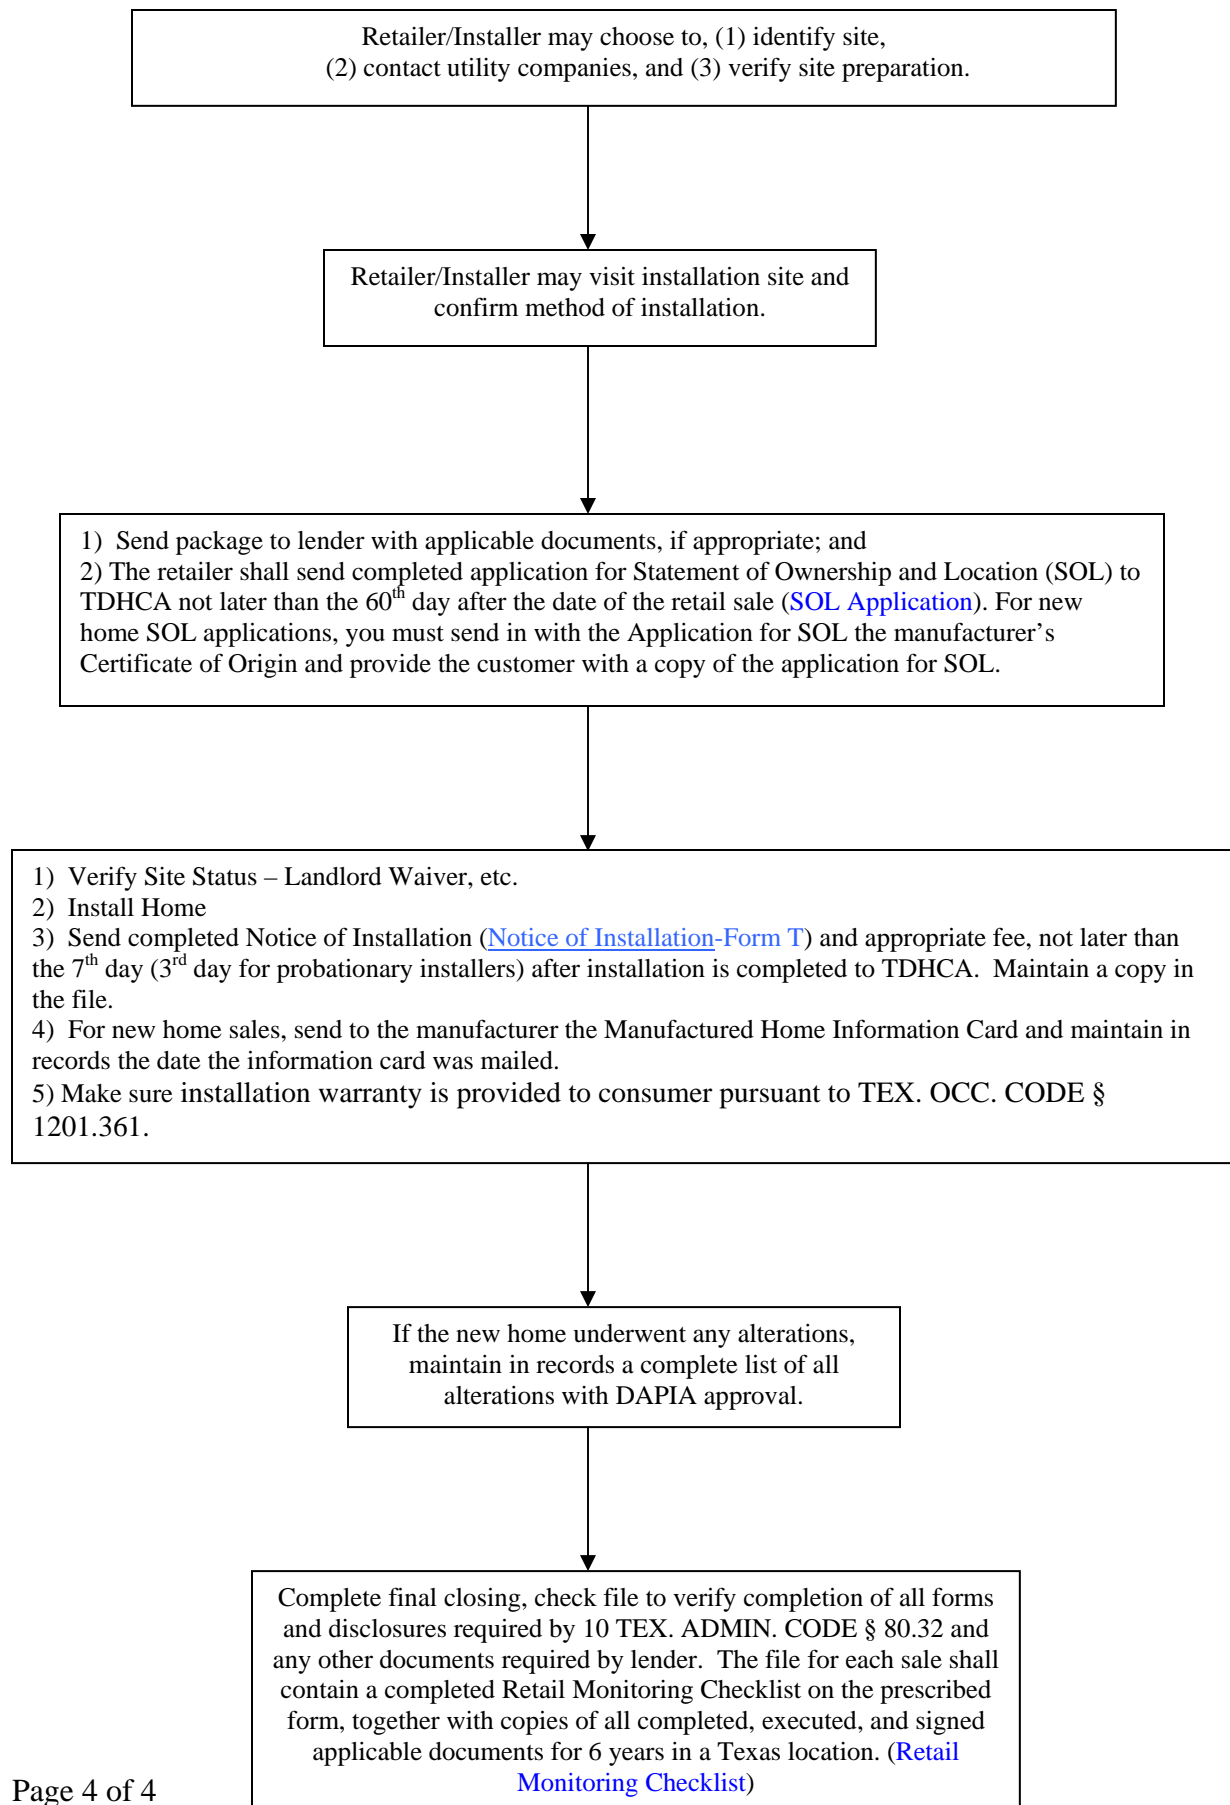 Retailer/Installer may choose to, (1) identify site,
(2) contact utility companies, and (3) verify site preparation.
Retailer/Installer may visit installation site and
confirm method of installation.
1) Send package to lender with applicable documents, if appropriate; and
2) The retailer shall send completed application for Statement of Ownership and Location (SOL) to
TDHCA not later than the 60th day after the date of the retail sale (SOL Application). For new
home SOL applications, you must send in with the Application for SOL the manufacturer's
Certificate of Origin and provide the customer with a copy of the application for SOL.
1) Verify Site Status – Landlord Waiver, etc.
2) Install Home
3) Send completed Notice of Installation (Notice of Installation-Form T) and appropriate fee, not later than
the 7th day (3rd day for probationary installers) after installation is completed to TDHCA. Maintain a copy in
the file.
4) For new home sales, send to the manufacturer the Manufactured Home Information Card and maintain in
records the date the information card was mailed.
5) Make sure installation warranty is provided to consumer pursuant to TEX. OCC. CODE §
1201.361.
If the new home underwent any alterations,
maintain in records a complete list of all
alterations with DAPIA approval.
Complete final closing, check file to verify completion of all forms
and disclosures required by 10 TEX. ADMIN. CODE § 80.32 and
any other documents required by lender. The file for each sale shall
contain a completed Retail Monitoring Checklist on the prescribed
form, together with copies of all completed, executed, and signed
applicable documents for 6 years in a Texas location. (Retail
Monitoring Checklist)
Page 4 of 4